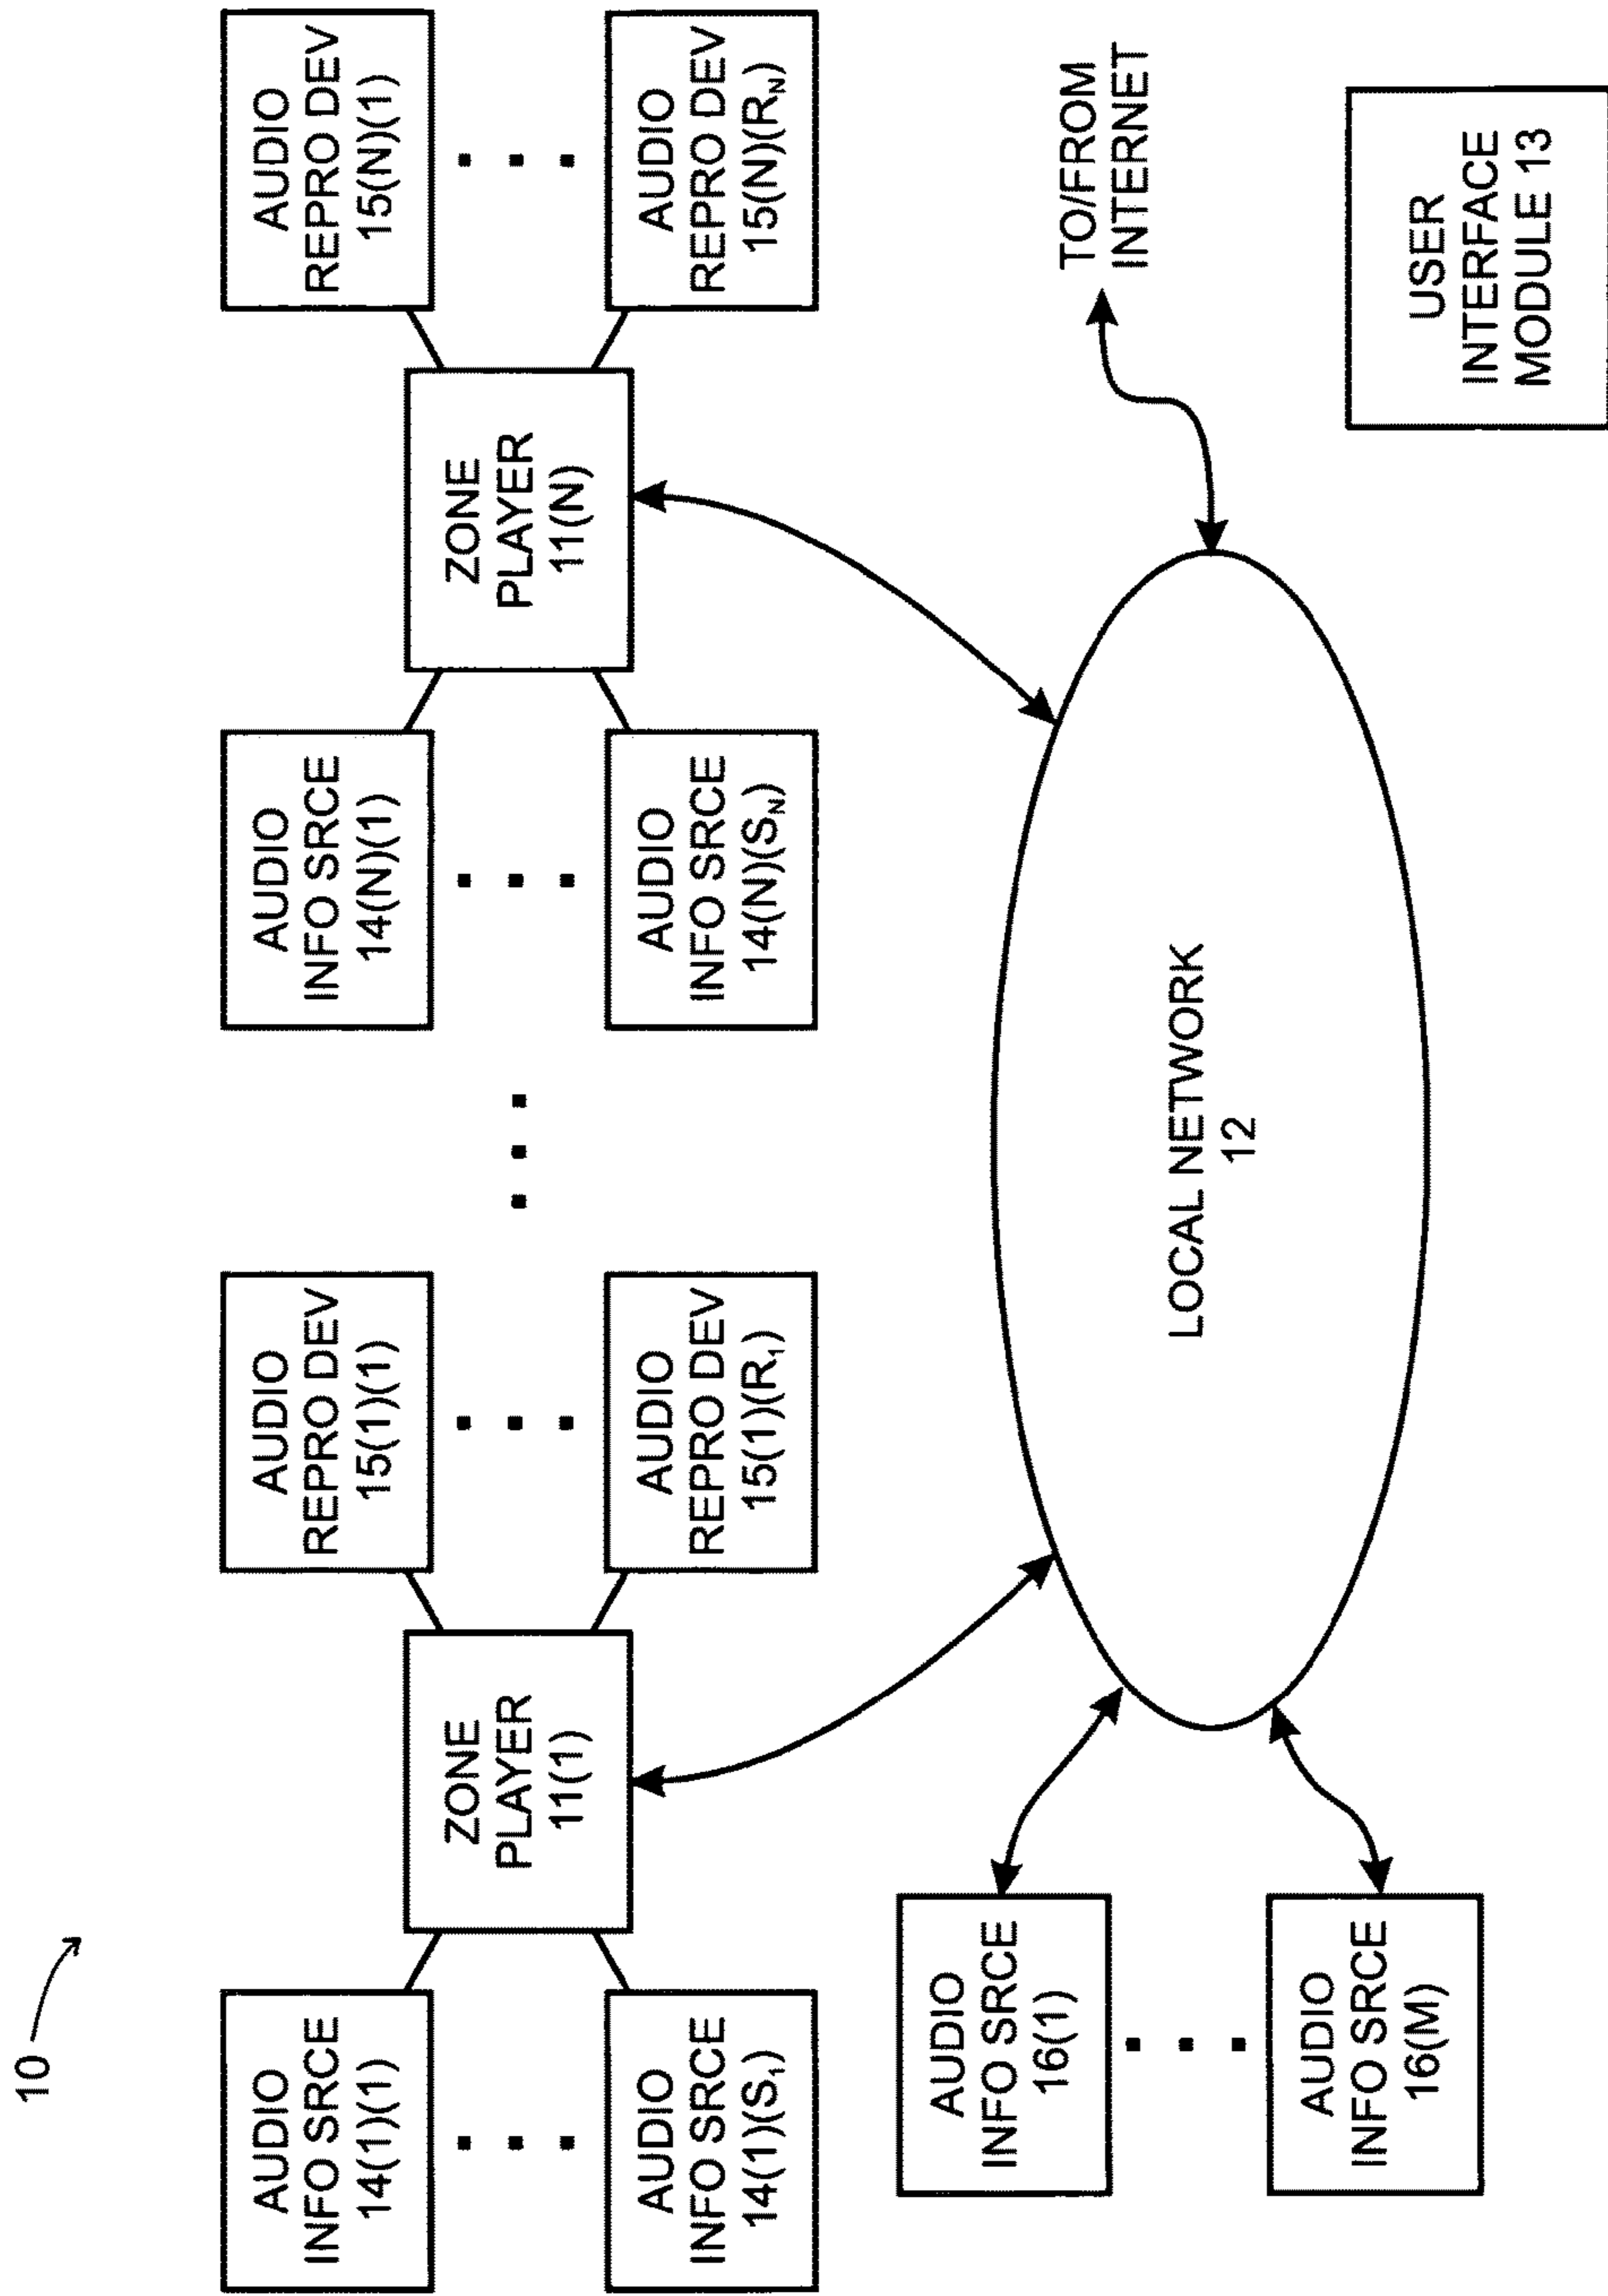 10
AUDIO
INFO SRCE
14(1)(1)
AUDIO
INFO SRCE
14(1)(S₁)
ZONE
PLAYER
11(1)
AUDIO
REPRO DEV
15(1)(1)
AUDIO
REPRO DEV
15(1)(R₁)
AUDIO
INFO SRCE
14(N)(1)
AUDIO
INFO SRCE
14(N)(S_N)
ZONE
PLAYER
11(N)
AUDIO
REPRO DEV
15(N)(1)
AUDIO
REPRO DEV
15(N)(R_N)
AUDIO
INFO SRCE
16(1)
AUDIO
INFO SRCE
16(M)
LOCAL NETWORK
12
TO/FROM
INTERNET
USER
INTERFACE
MODULE 13